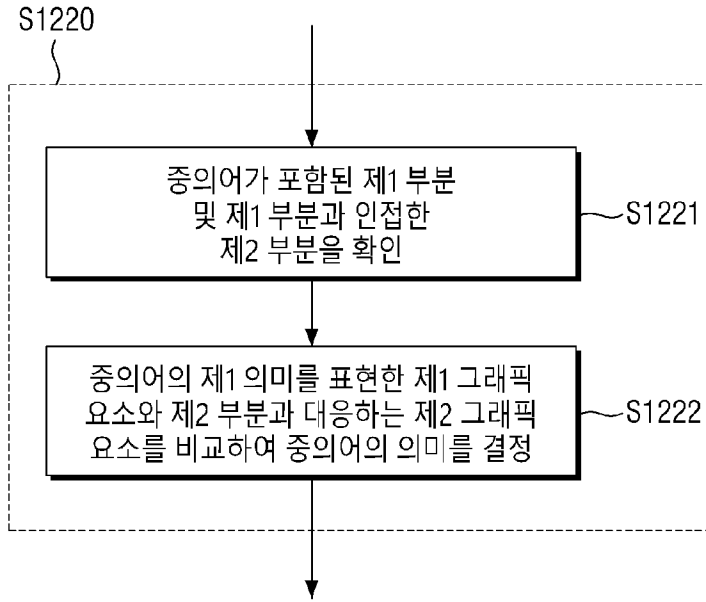 S1220
중의어가 포함된 제1 부분
및 제1 부분과 인접한
제2 부분을 확인
S1221
중의어의 제1 의미를 표현한 제1 그래픽
요소와 제2 부분과 대응하는 제2 그래픽
요소를 비교하여 중의어의 의미를 결정
S1222